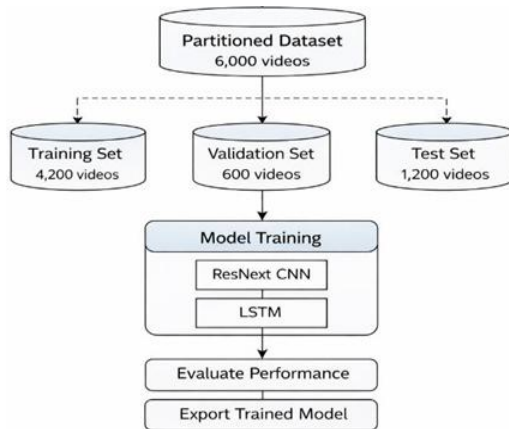 Partitioned Dataset
6,000 videos
Training Set
4,200 videos
Validation Set
600 videos
Test Set
1,200 videos
Model Training
ResNext CNN
LSTM
Evaluate Performance
Export Trained Model